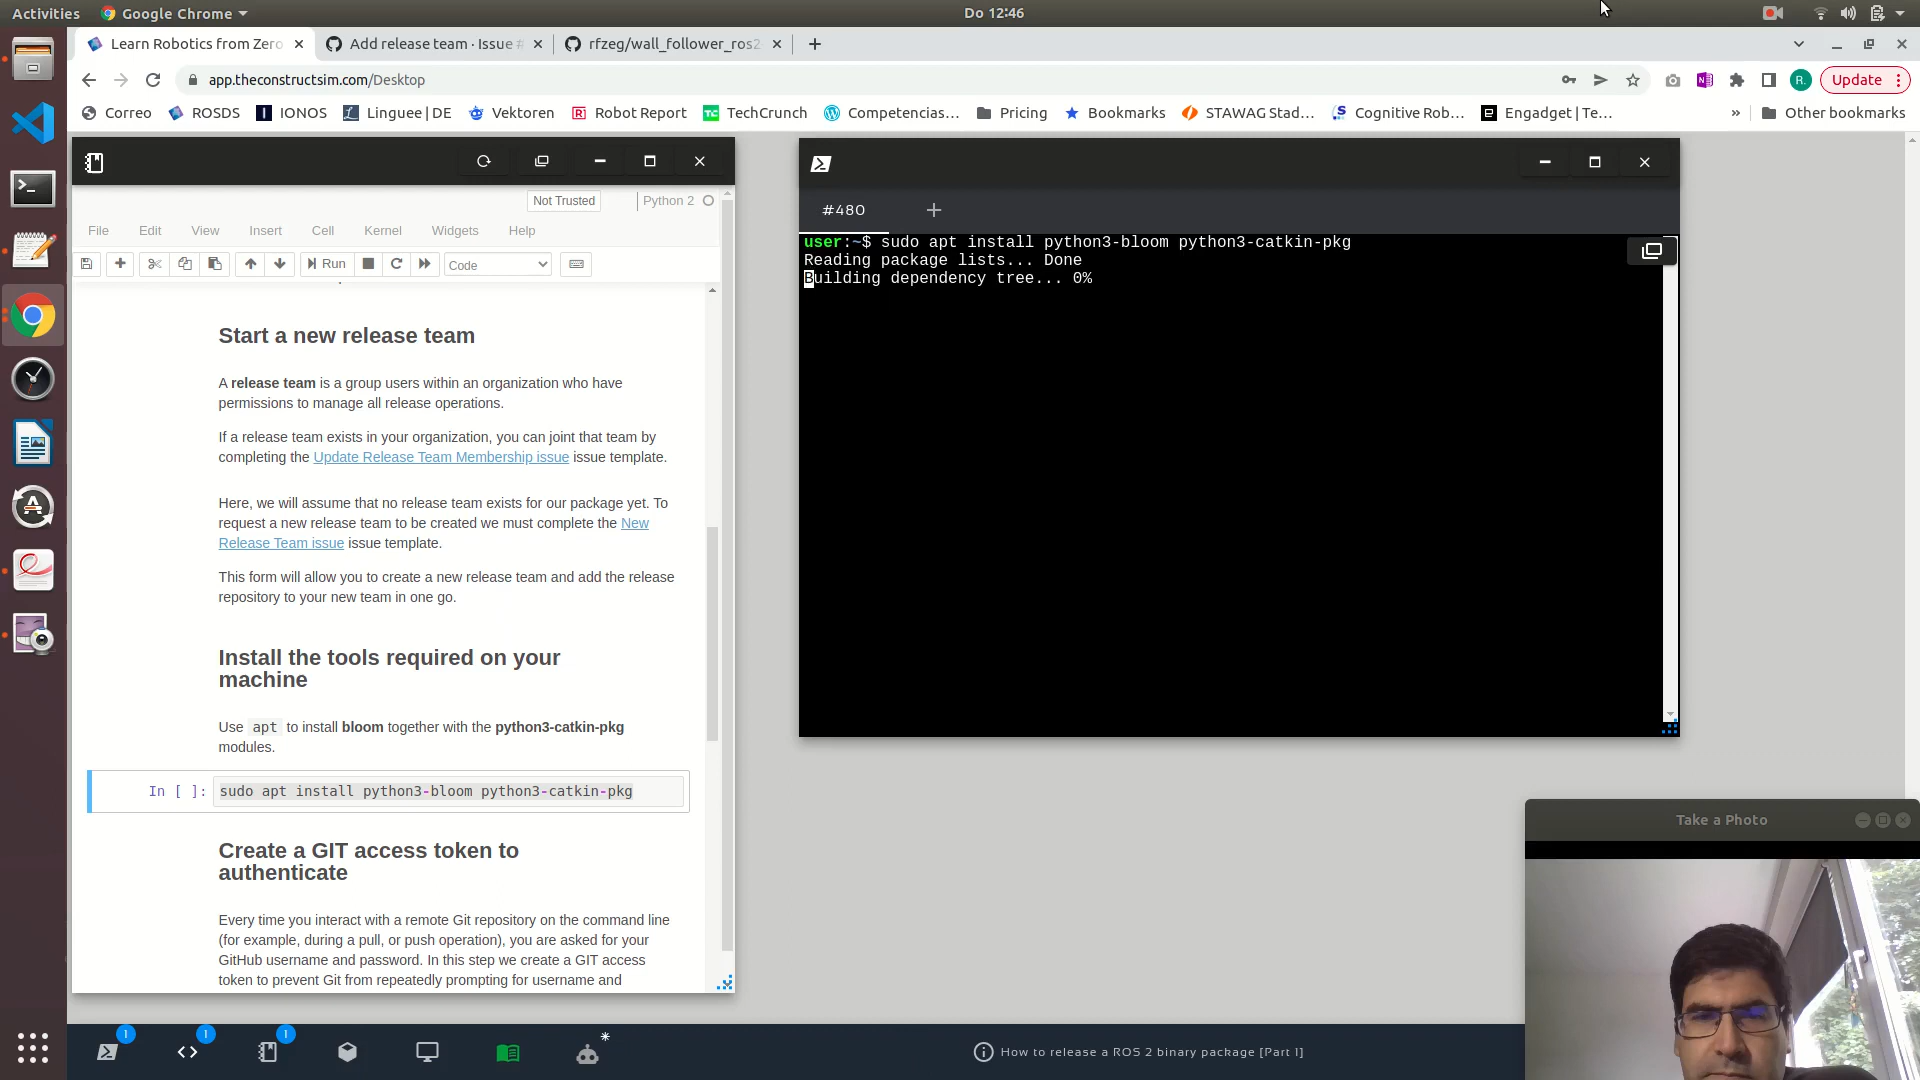 Activities
Google Chrome
Do 12:46
Learn Robotics from Zero
Add release team · Issue #
rfzeg/wall_follower_ros2
app.theconstructsim.com/Desktop
R.
Update
Correo
ROSDS
IONOS
Linguee | DE
Vektoren
Robot Report
TechCrunch
Competencias...
Pricing
Bookmarks
STAWAG Stad...
Cognitive Rob...
Engadget | Te...
»
Other bookmarks
Not Trusted
Python 2
File
Edit
View
Insert
Cell
Kernel
Widgets
Help
Run
Code
Start a new release team
A release team is a group users within an organization who have
permissions to manage all release operations.
If a release team exists in your organization, you can joint that team by
completing the Update Release Team Membership issue issue template.
Here, we will assume that no release team exists for our package yet. To
request a new release team to be created we must complete the New
Release Team issue issue template.
This form will allow you to create a new release team and add the release
repository to your new team in one go.
Install the tools required on your
machine
Use apt to install bloom together with the python3-catkin-pkg
modules.
In [ ]:
sudo apt install python3-bloom python3-catkin-pkg
Create a GIT access token to
authenticate
Every time you interact with a remote Git repository on the command line
(for example, during a pull, or push operation), you are asked for your
GitHub username and password. In this step we create a GIT access
token to prevent Git from repeatedly prompting for username and
#480
user:~$ sudo apt install python3-bloom python3-catkin-pkg
Reading package lists... Done
Building dependency tree... 0%
Take a Photo
1
1
1
How to release a ROS 2 binary package [Part 1]